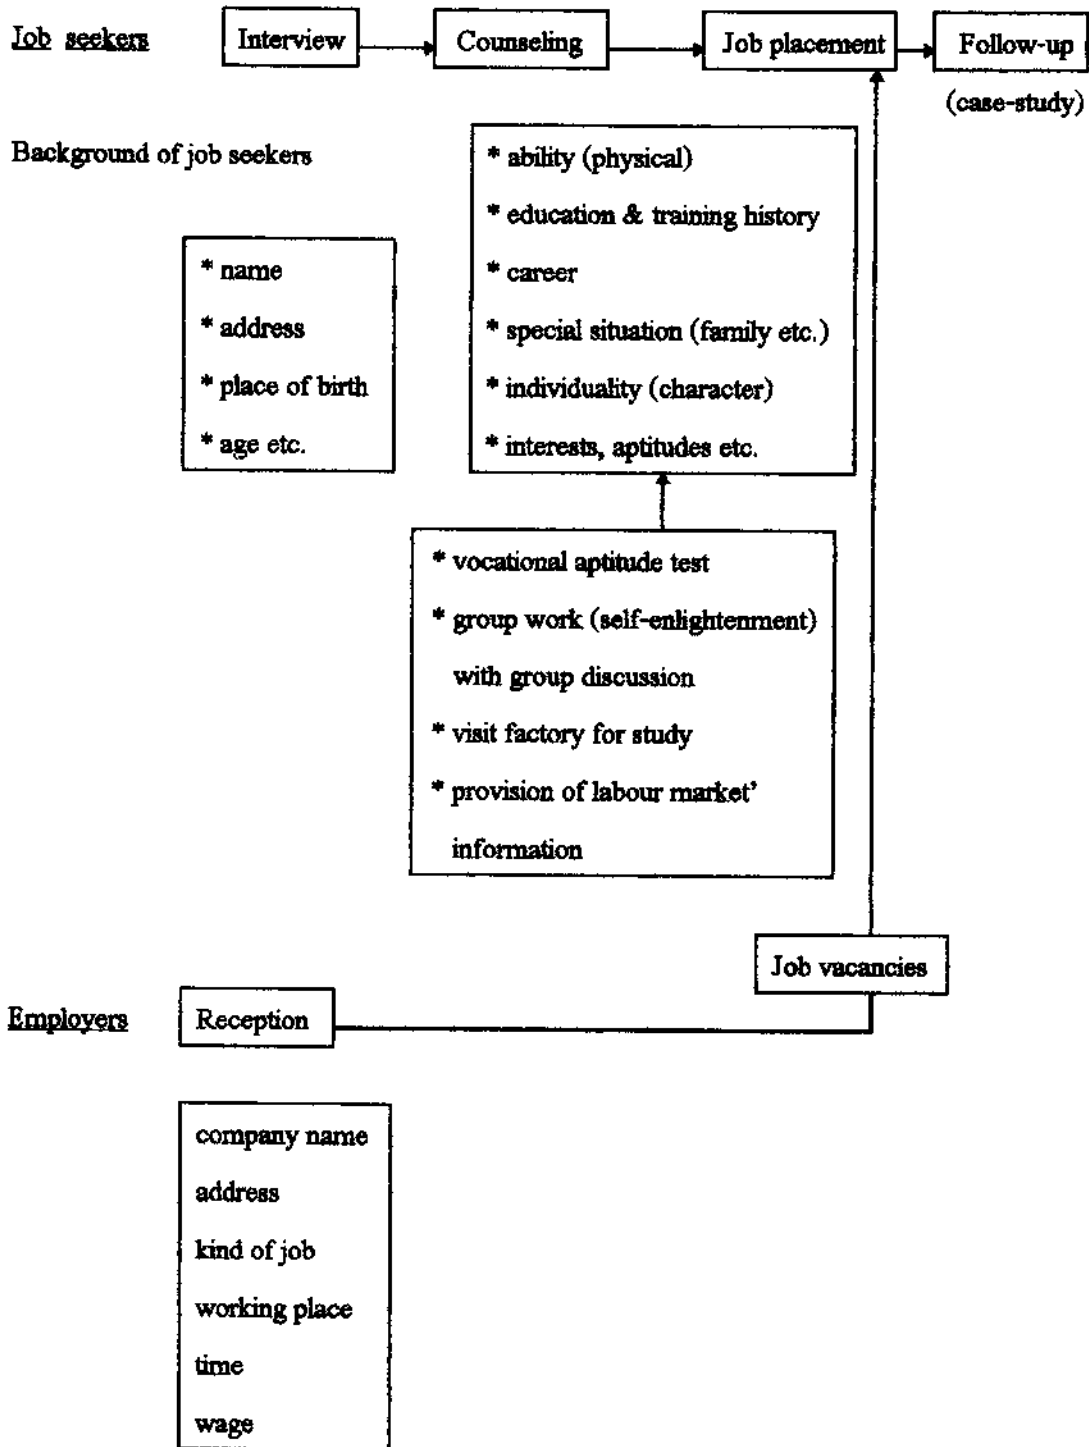 Job seekers
Interview
Counseling
Job placement
Follow-up
(case-study)
Background of job seekers
* name
* address
* place of birth
* age etc.
* ability (physical)
* education & training history
* career
* special situation (family etc.)
* individuality (character)
* interests, aptitudes etc.
* vocational aptitude test
* group work (self-enlightenment)
with group discussion
* visit factory for study
* provision of labour market'
information
Job vacancies
Employers
Reception
company name
address
kind of job
working place
time
wage